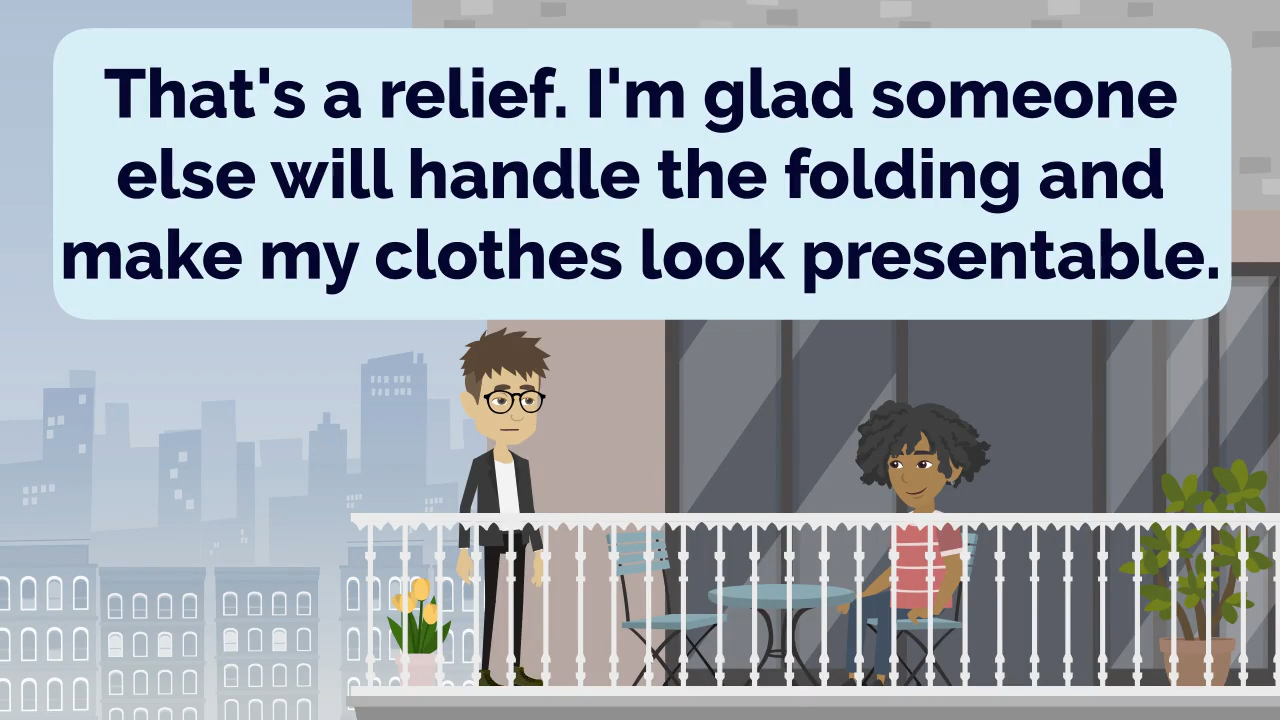 That's a relief. I'm glad someone
else will handle the folding and
make my clothes look presentable.